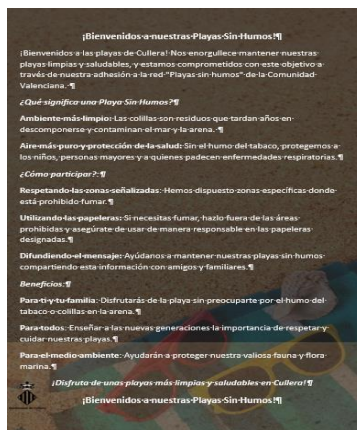 ¡Bienvenidos·a·nuestras·Playas·Sin·Humos!¶
¡Bienvenidos·a·las·playas·de·Cullera!·Nos·enorgullece·mantener·nuestras·
playas·limpias·y·saludables,·y·estamos·comprometidos·con·este·objetivo·a·
través·de·nuestra·adhesión·a·la·red·"Playas·sin·humos"·de·la·Comunidad·
Valenciana.·¶
¿Qué·significa·una·Playa·Sin·Humos?¶
Ambiente·más·limpio:·Las·colillas·son·residuos·que·tardan·años·en·
descomponerse·y·contaminan·el·mar·y·la·arena.·¶
Aire·más·puro·y·protección·de·la·salud:·Sin·el·humo·del·tabaco,·protegemos·a·
los·niños,·personas·mayores·y·a·quienes·padecen·enfermedades·respiratorias.¶
¿Cómo·participar?:¶
Respetando·las·zonas·señalizadas:·Hemos·dispuesto·zonas·específicas·donde·
está·prohibido·fumar.¶
Utilizando·las·papeleras:·Si·necesitas·fumar,·hazlo·fuera·de·las·áreas·
prohibidas·y·asegúrate·de·usar·de·manera·responsable·en·las·papeleras·
designadas.¶
Difundiendo·el·mensaje:·Ayúdanos·a·mantener·nuestras·playas·sin·humos·
compartiendo·esta·información·con·amigos·y·familiares.¶
Beneficios:¶
Para·ti·y·tu·familia:·Disfrutarás·de·la·playa·sin·preocuparte·por·el·humo·del·
tabaco·o·colillas·en·la·arena.¶
Para·todos:·Enseñar·a·las·nuevas·generaciones·la·importancia·de·respetar·y·
cuidar·nuestras·playas.¶
Para·el·medio·ambiente:·Ayudarán·a·proteger·nuestra·valiosa·fauna·y·flora·
marina.¶
¡Disfruta·de·unas·playas·más·limpias·y·saludables·en·Cullera!¶
¡Bienvenidos·a·nuestras·Playas·Sin·Humos!¶